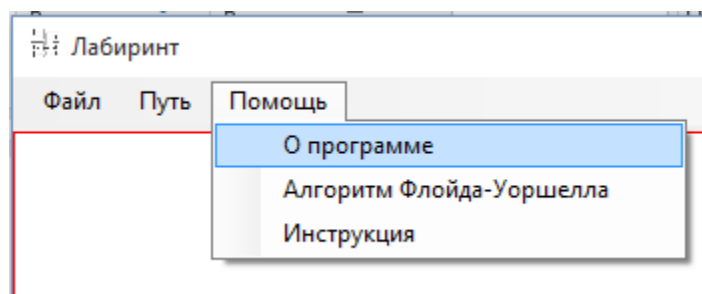 Лабиринт
Файл Путь Помощь
О программе
Алгоритм Флойда-Уоршелла
Инструкция